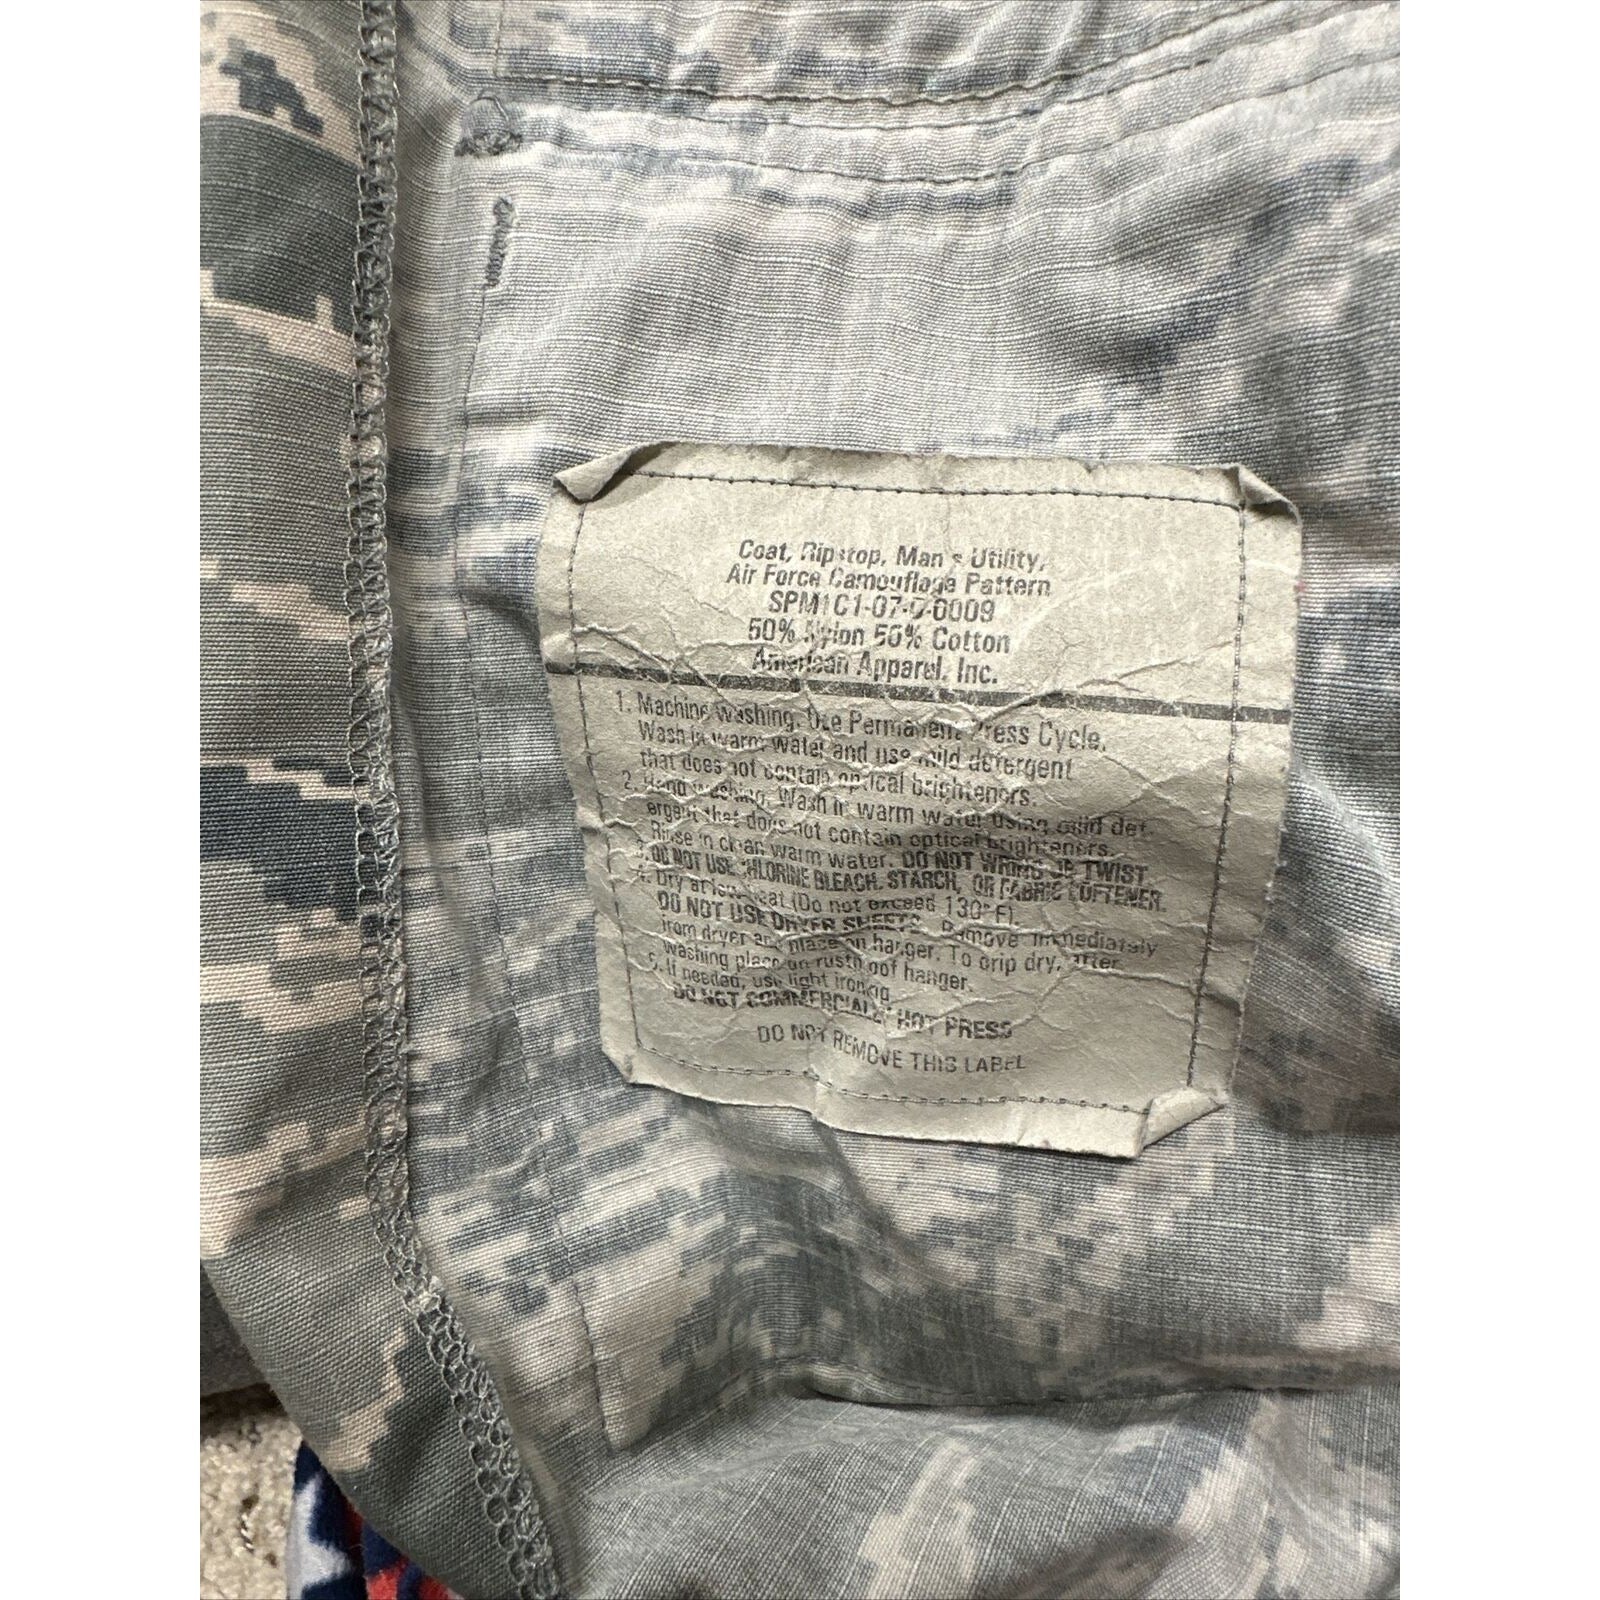 Coat, Ripstop, Man's Utility,
Air Force Camouflage Pattern
SPM1C1-07-D-0009
50% Nylon 50% Cotton
American Apparel, Inc.
1. Machine washing. Use Permanent Press Cycle.
Wash in warm water and use mild detergent
that does not contain optical brighteners.
2. Hand washing. Wash in warm water using mild det-
ergent that does not contain optical brighteners.
Rinse in clean warm water. DO NOT WRING OR TWIST.
3. DO NOT USE CHLORINE BLEACH, STARCH, OR FABRIC SOFTENER.
4. Dry at low heat (Do not exceed 130° F).
DO NOT USE DRYER SHEETS. Remove immediately
from dryer and place on hanger. To drip dry, after
washing place on rustproof hanger.
5. If needed, use light ironing.
DO NOT COMMERCIALLY HOT PRESS
DO NOT REMOVE THIS LABEL